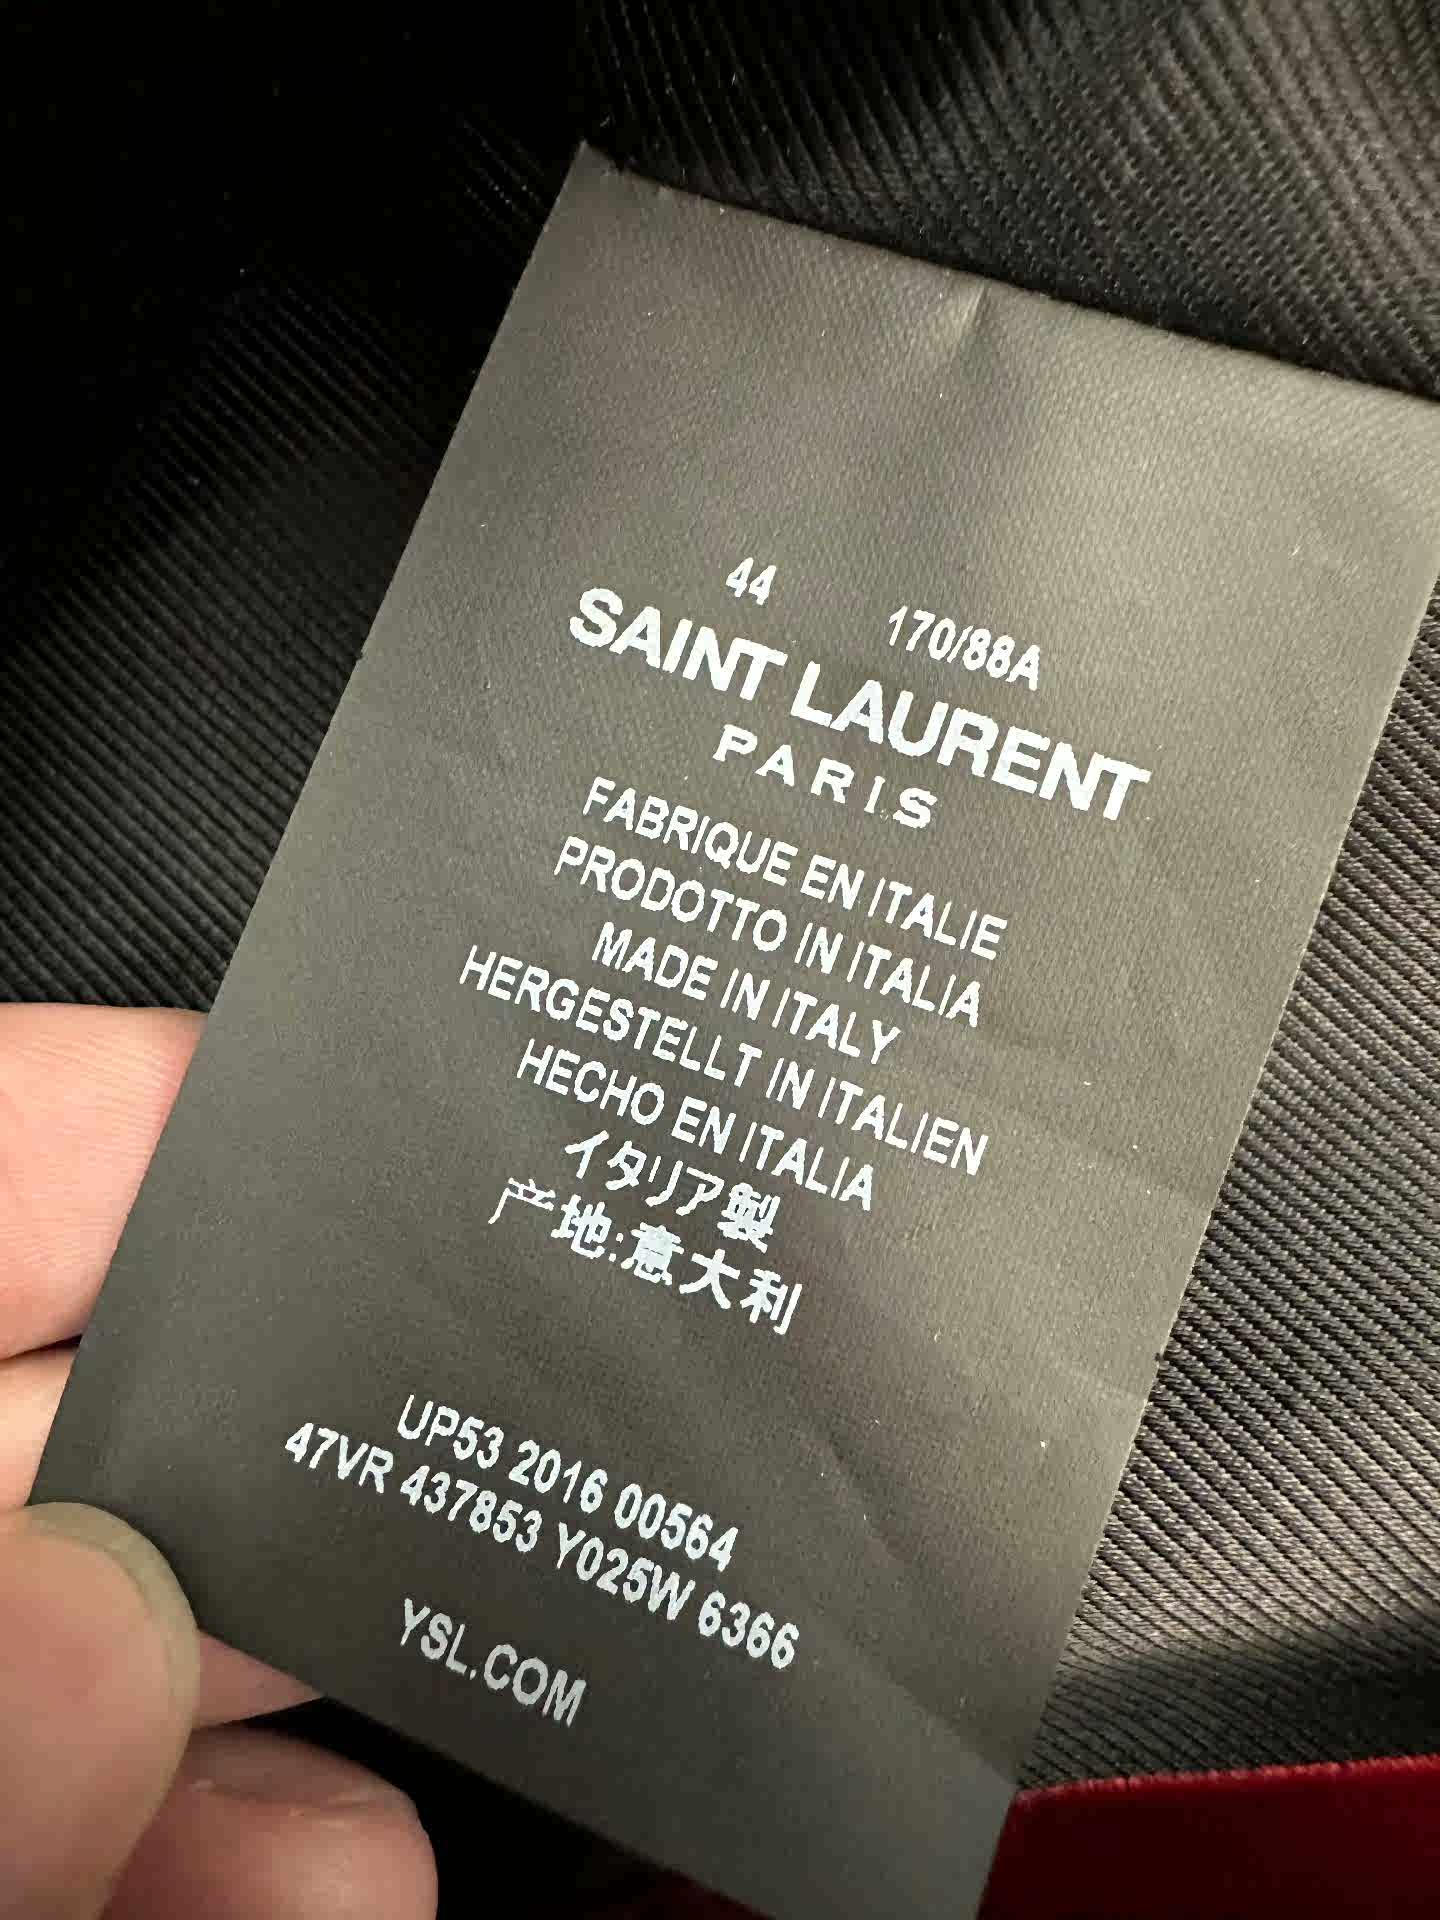 44 170/88A
SAINT LAURENT
PARIS
FABRIQUE EN ITALIE
PRODOTTO IN ITALIA
MADE IN ITALY
HERGESTELLT IN ITALIEN
HECHO EN ITALIA
イタリア製
产地:意大利
UP53 2016 00564
47VR 437853 Y025W 6366
YSL.COM